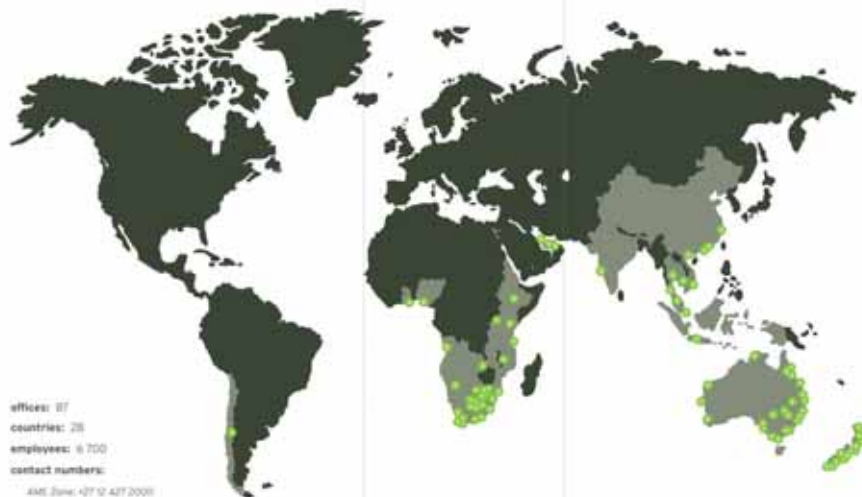 offices: 87
countries: 28
employees: 6 700
contact numbers:
AME Zone: +27 12 427 2000